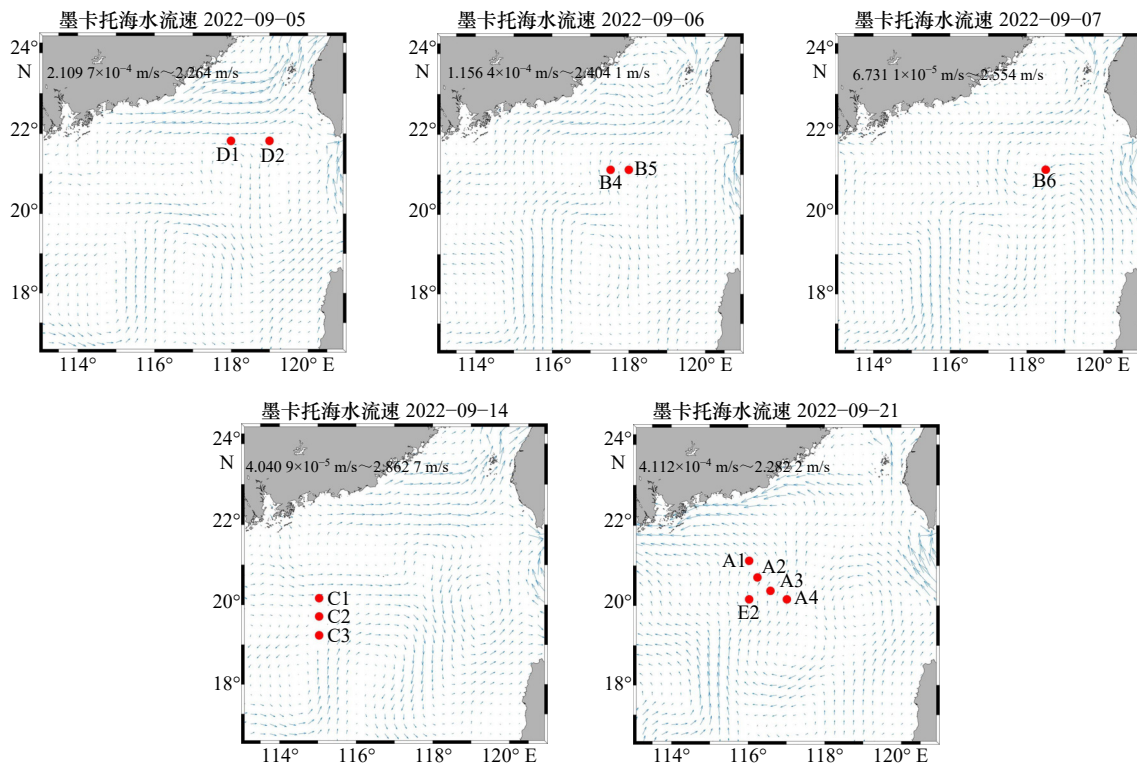 墨卡托海水流速 2022−09−05
24°
N
2.109 7×10⁻⁴ m/s～2.264 m/s
22°
D1
D2
20°
18°
114°
116°
118°
120° E
墨卡托海水流速 2022−09−06
24°
N
1.156 4×10⁻⁴ m/s～2.404 1 m/s
22°
B4
B5
20°
18°
114°
116°
118°
120° E
墨卡托海水流速 2022−09−07
24°
N
6.731 1×10⁻⁵ m/s～2.554 m/s
22°
B6
20°
18°
114°
116°
118°
120° E
墨卡托海水流速 2022−09−14
24°
N
4.040 9×10⁻⁵ m/s～2.862 7 m/s
22°
20°
C1
C2
C3
18°
114°
116°
118°
120° E
墨卡托海水流速 2022−09−21
24°
N
4.112×10⁻⁴ m/s～2.282 2 m/s
22°
A1
A2
A3
20°
E2
A4
18°
114°
116°
118°
120° E